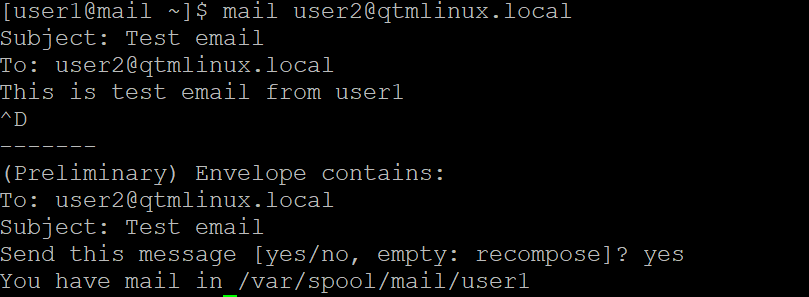 [user1@mail ~]$ mail user2@qtmlinux.local
Subject: Test email
To: user2@qtmlinux.local
This is test email from user1
^D
-------
(Preliminary) Envelope contains:
To: user2@qtmlinux.local
Subject: Test email
Send this message [yes/no, empty: recompose]? yes
You have mail in /var/spool/mail/user1